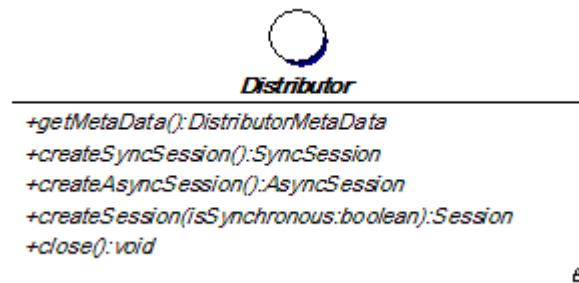 Distributor
+getMetaData():DistributorMetaData
+createSyncSession():SyncSession
+createAsyncSession():AsyncSession
+createSession(isSynchronous:boolean):Session
+close():void